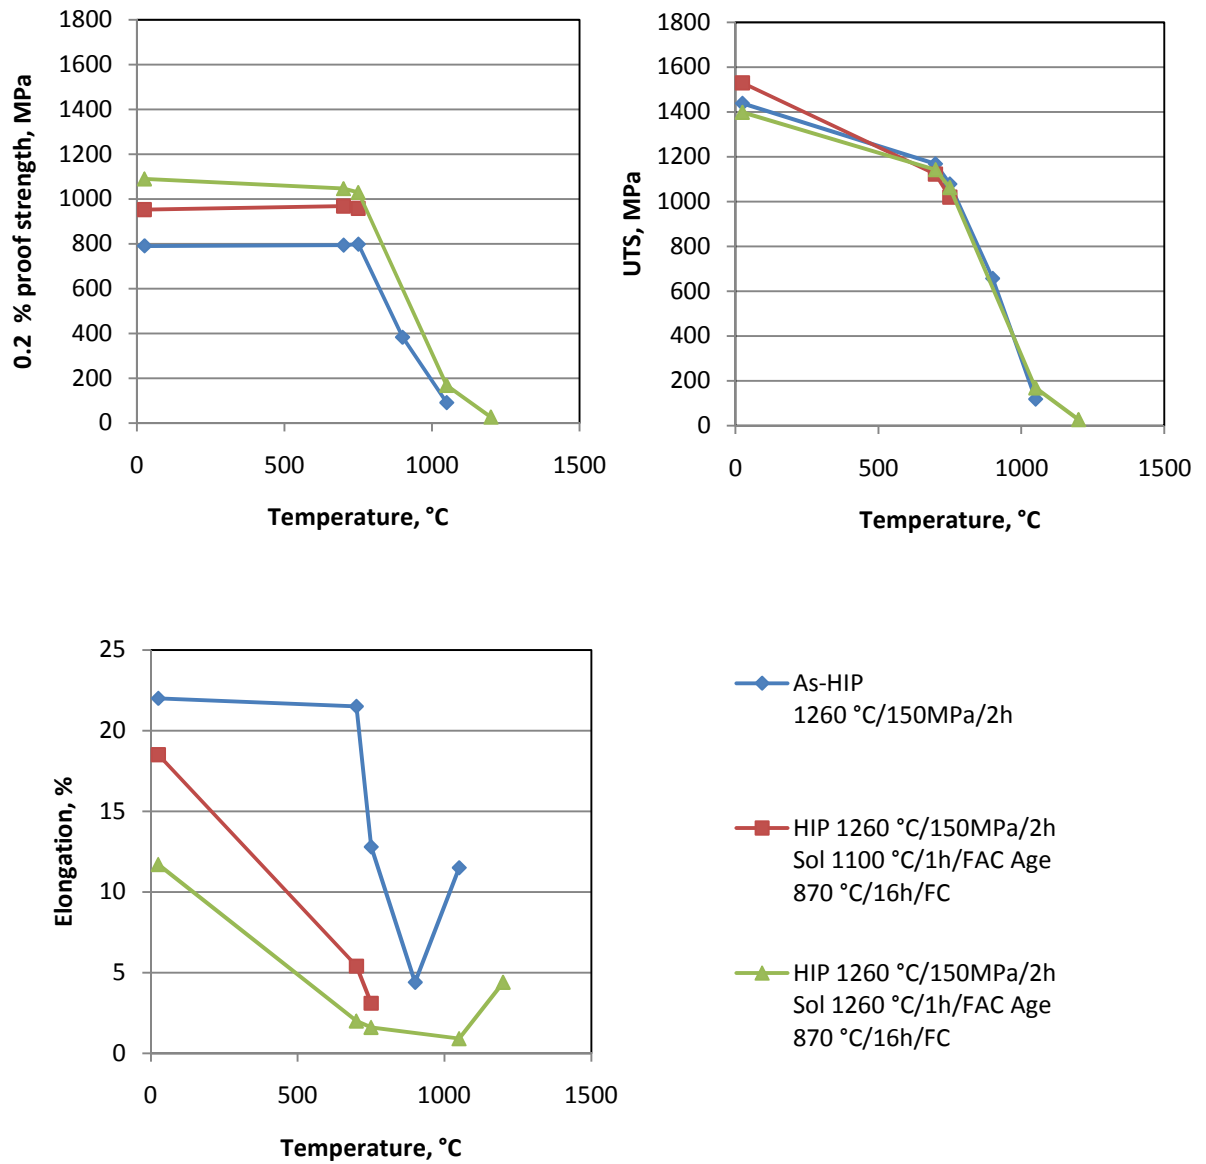 0.2 % proof strength, MPa
1800
1600
1400
1200
1000
800
600
400
200
0
0 500 1000 1500
Temperature, °C
UTS, MPa
1800
1600
1400
1200
1000
800
600
400
200
0
0 500 1000 1500
Temperature, °C
Elongation, %
25
20
15
10
5
0
0 500 1000 1500
Temperature, °C
As-HIP
1260 °C/150MPa/2h
HIP 1260 °C/150MPa/2h
Sol 1100 °C/1h/FAC Age
870 °C/16h/FC
HIP 1260 °C/150MPa/2h
Sol 1260 °C/1h/FAC Age
870 °C/16h/FC